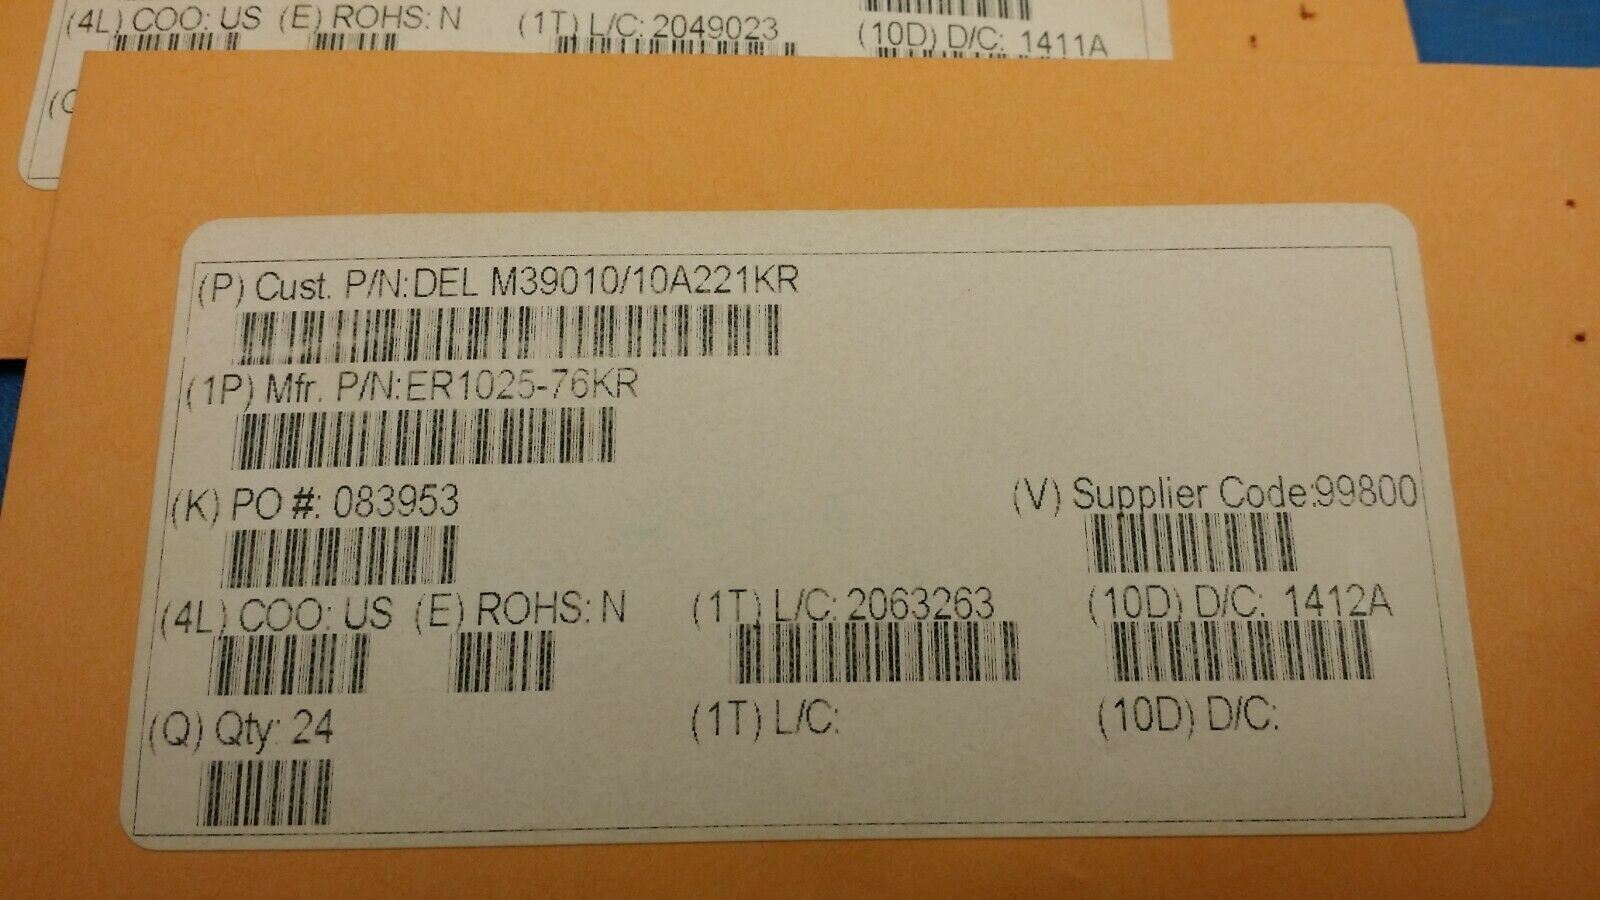 (4L) COO: US (E) ROHS: N (1T) L/C: 2049023 (10D) D/C: 1411A
(P) Cust. P/N:DEL M39010/10A221KR
(1P) Mfr. P/N:ER1025-76KR
(K) PO #: 083953 (V) Supplier Code:99800
(4L) COO: US (E) ROHS: N (1T) L/C: 2063263 (10D) D/C: 1412A
(Q) Qty: 24 (1T) L/C: (10D) D/C: